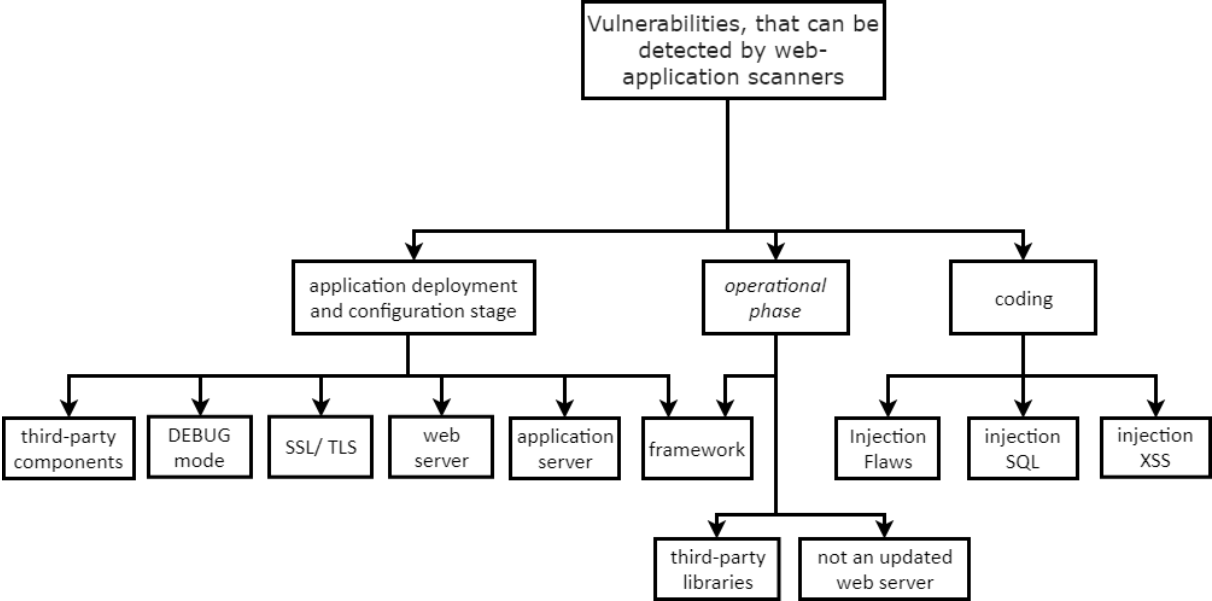 Vulnerabilities, that can be
detected by web-
application scanners
application deployment
and configuration stage
operational
phase
coding
third-party
components
DEBUG
mode
SSL/ TLS
web
server
application
server
framework
Injection
Flaws
injection
SQL
injection
XSS
third-party
libraries
not an updated
web server